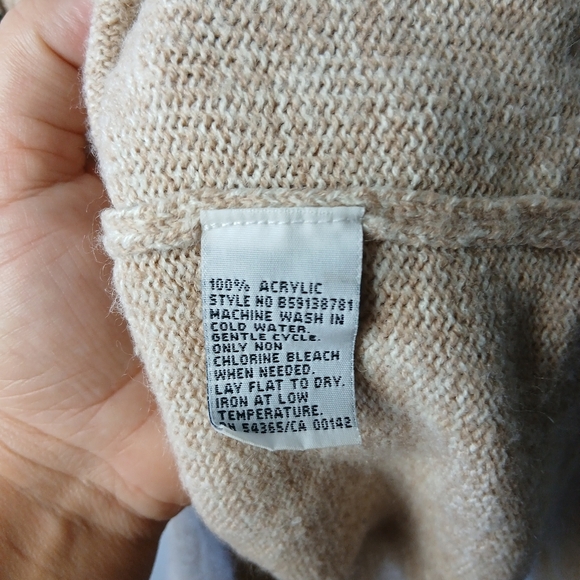 100% ACRYLIC
STYLE NO B59138781
MACHINE WASH IN
COLD WATER.
GENTLE CYCLE.
ONLY NON
CHLORINE BLEACH
WHEN NEEDED.
LAY FLAT TO DRY.
IRON AT LOW
TEMPERATURE.
54365/CA 00142